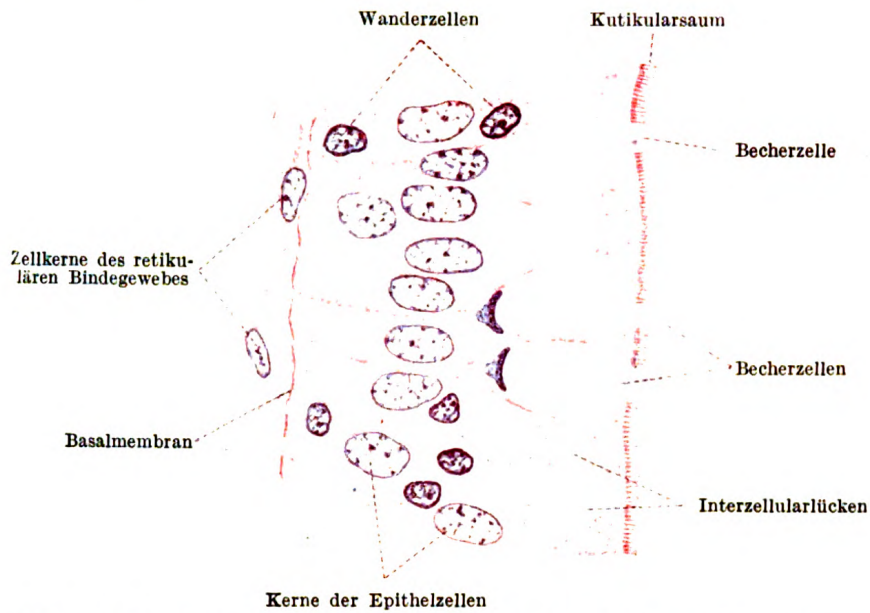 Wanderzellen
Kutikularsaum
Becherzelle
Zellkerne des retiku-
lären Bindegewebes
Becherzellen
Basalmembran
Interzellularlücken
Kerne der Epithelzellen